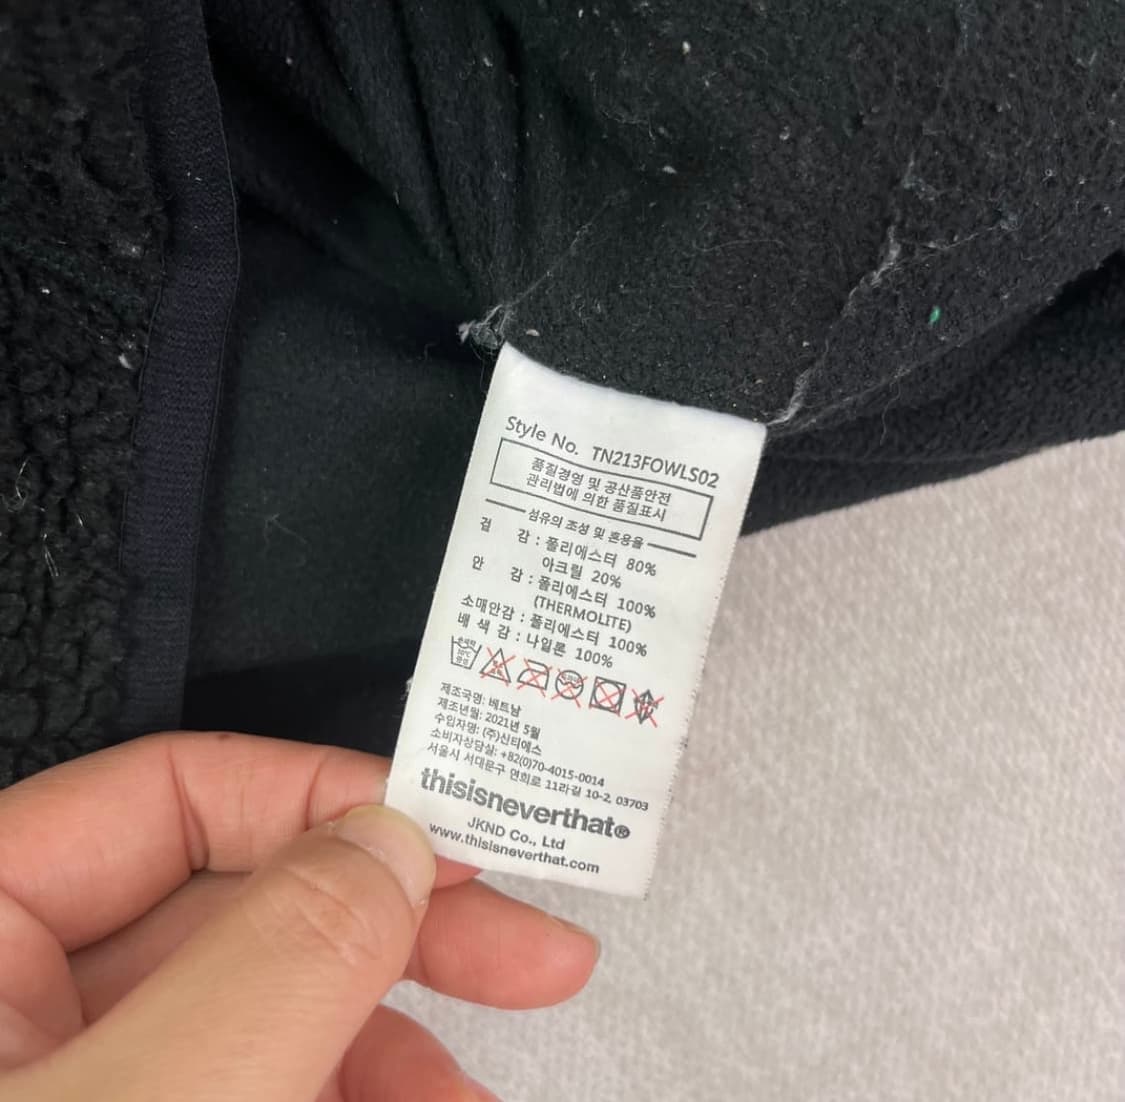 Style No. TN213FOWLS02
품질경영 및 공산품안전
관리법에 의한 품질표시
섬유의 조성 및 혼용율
겉 감 : 폴리에스터 80%
아크릴 20%
안 감 : 폴리에스터 100%
(THERMOLITE)
소매안감 : 폴리에스터 100%
배 색 감 : 나일론 100%
손세탁
30℃
중성
제조국명: 베트남
제조년월: 2021년 5월
수입자명: (주)신티에스
소비자상담실: +82(0)70-4015-0014
서울시 서대문구 연희로 11라길 10-2, 03703
thisisneverthat®
JKND Co., Ltd
www.thisisneverthat.com